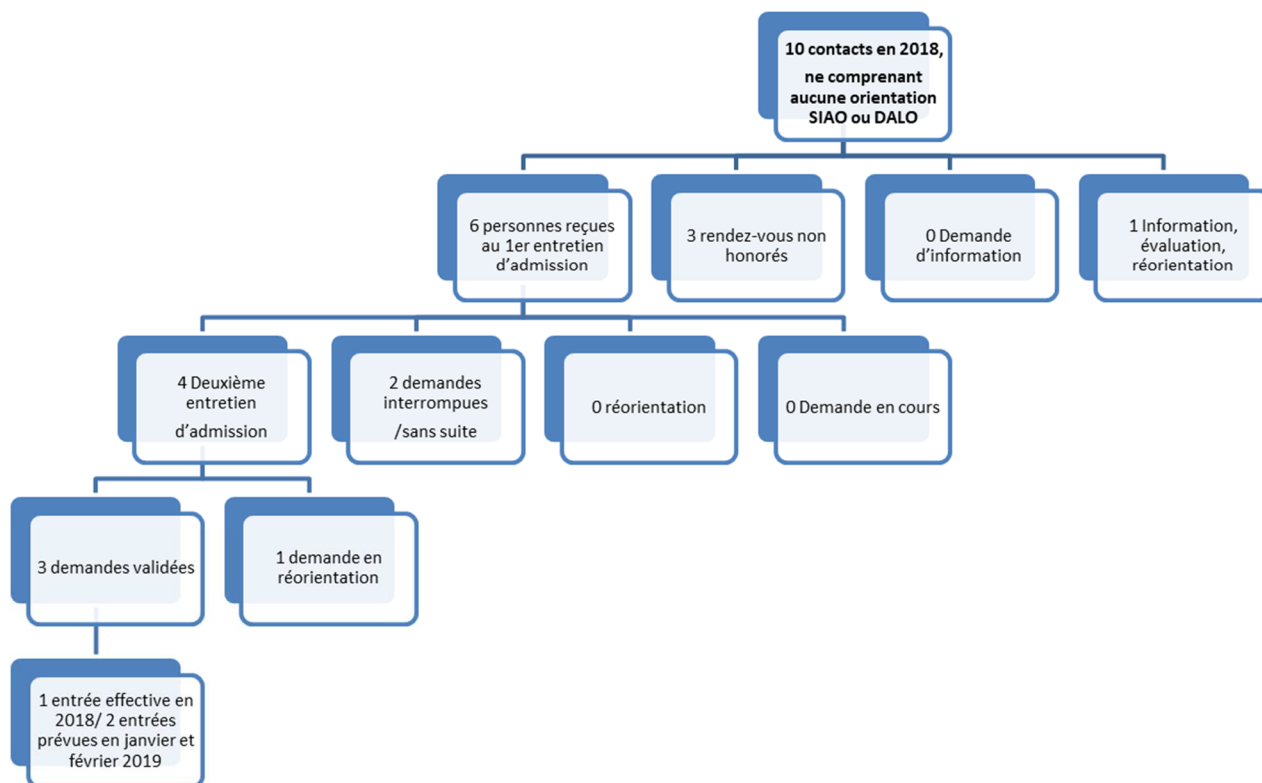 10 contacts en 2018,
ne comprenant
aucune orientation
SIAO ou DALO
6 personnes reçues
au 1er entretien
d’admission
3 rendez-vous non
honorés
0 Demande
d’information
1 Information,
évaluation,
réorientation
4 Deuxième
entretien
d’admission
2 demandes
interrompues
/sans suite
0 réorientation
0 Demande en cours
3 demandes validées
1 demande en
réorientation
1 entrée effective en
2018/ 2 entrées
prévues en janvier et
février 2019